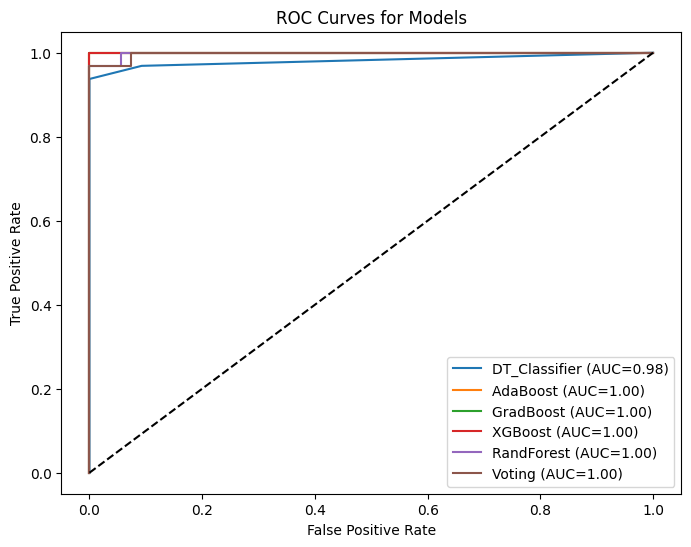 ROC Curves for Models
True Positive Rate
1.0
0.8
0.6
0.4
0.2
0.0
DT_Classifier (AUC=0.98)
AdaBoost (AUC=1.00)
GradBoost (AUC=1.00)
XGBoost (AUC=1.00)
RandForest (AUC=1.00)
Voting (AUC=1.00)
0.0 0.2 0.4 0.6 0.8 1.0
False Positive Rate